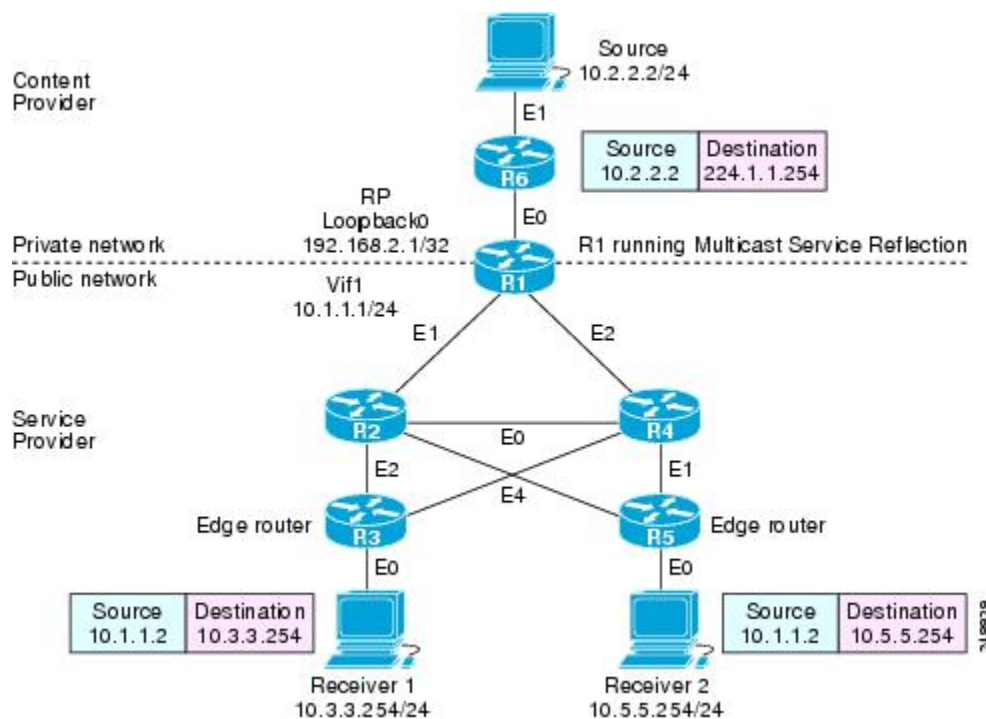 Source
10.2.2.2/24
Content
Provider
E1
Source
10.2.2.2
Destination
224.1.1.254
R6
RP
Loopback0
192.168.2.1/32
E0
Private network
R1 running Multicast Service Reflection
Public network
R1
Vif1
10.1.1.1/24
E1
E2
Service
Provider
R2
E0
R4
E2
E4
E1
Edge router
R3
R5
Edge router
E0
E0
Source
10.1.1.2
Destination
10.3.3.254
Source
10.1.1.2
Destination
10.5.5.254
Receiver 1
10.3.3.254/24
Receiver 2
10.5.5.254/24